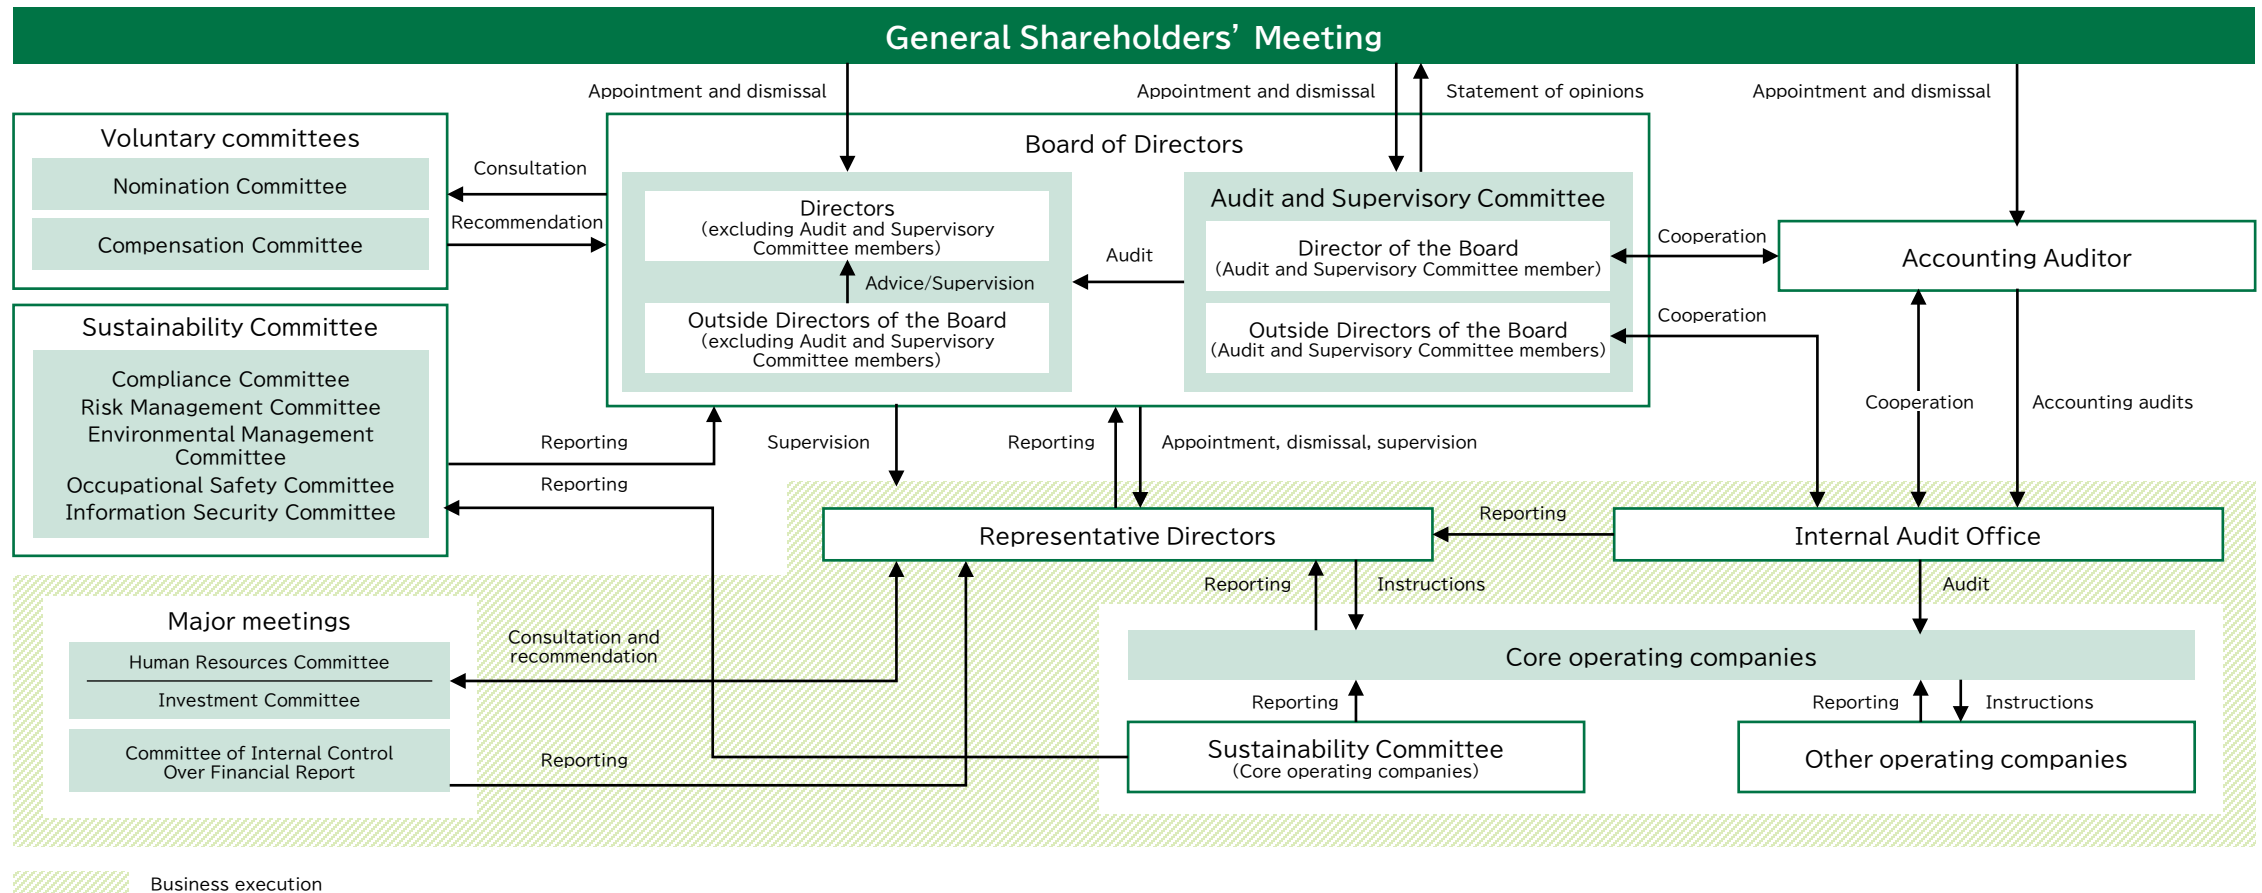 General Shareholders’ Meeting
Appointment and dismissal
Appointment and dismissal
Statement of opinions
Appointment and dismissal
Voluntary committees
Nomination Committee
Compensation Committee
Consultation
Recommendation
Board of Directors
Directors
(excluding Audit and Supervisory
Committee members)
Advice/Supervision
Outside Directors of the Board
(excluding Audit and Supervisory
Committee members)
Audit
Audit and Supervisory Committee
Director of the Board
(Audit and Supervisory Committee member)
Outside Directors of the Board
(Audit and Supervisory Committee members)
Cooperation
Cooperation
Accounting Auditor
Cooperation
Accounting audits
Sustainability Committee
Compliance Committee
Risk Management Committee
Environmental Management
Committee
Occupational Safety Committee
Information Security Committee
Reporting
Reporting
Supervision
Reporting
Appointment, dismissal, supervision
Representative Directors
Reporting
Internal Audit Office
Reporting
Instructions
Audit
Major meetings
Human Resources Committee
Investment Committee
Committee of Internal Control
Over Financial Report
Consultation and
recommendation
Reporting
Core operating companies
Reporting
Reporting
Instructions
Sustainability Committee
(Core operating companies)
Other operating companies
Business execution